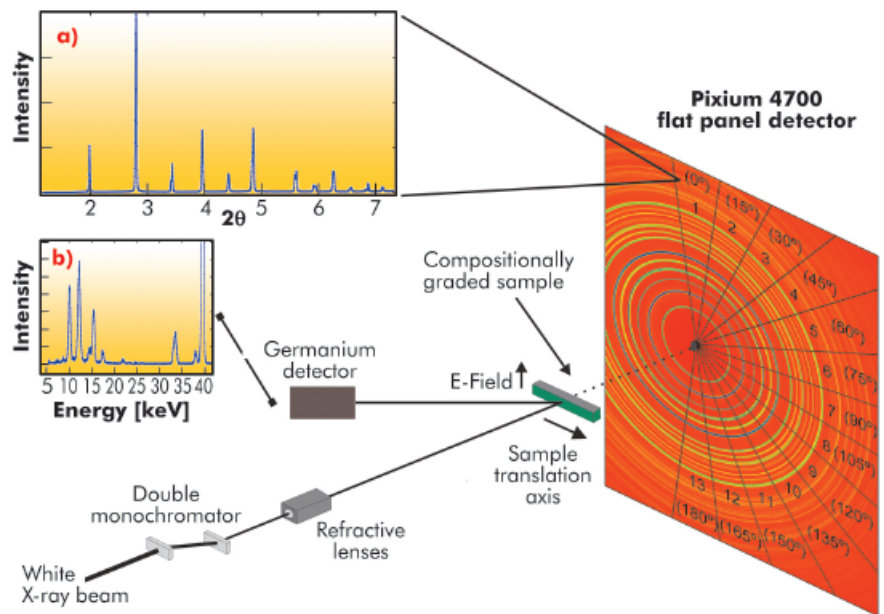 a)
Intensity
2 3 4 5 6 7
2θ
Pixium 4700
flat panel detector
b)
Intensity
5 10 15 20 25 30 35 40
Energy [keV]
Germanium
detector
Compositionally
graded sample
E-Field
Sample
translation
axis
Double
monochromator
Refractive
lenses
White
X-ray beam
(0°)
(15°)
(30°)
(45°)
(60°)
(75°)
(90°)
(105°)
(120°)
(135°)
(150°)
(165°)
(180°)
1
2
3
4
5
6
7
8
9
10
11
12
13